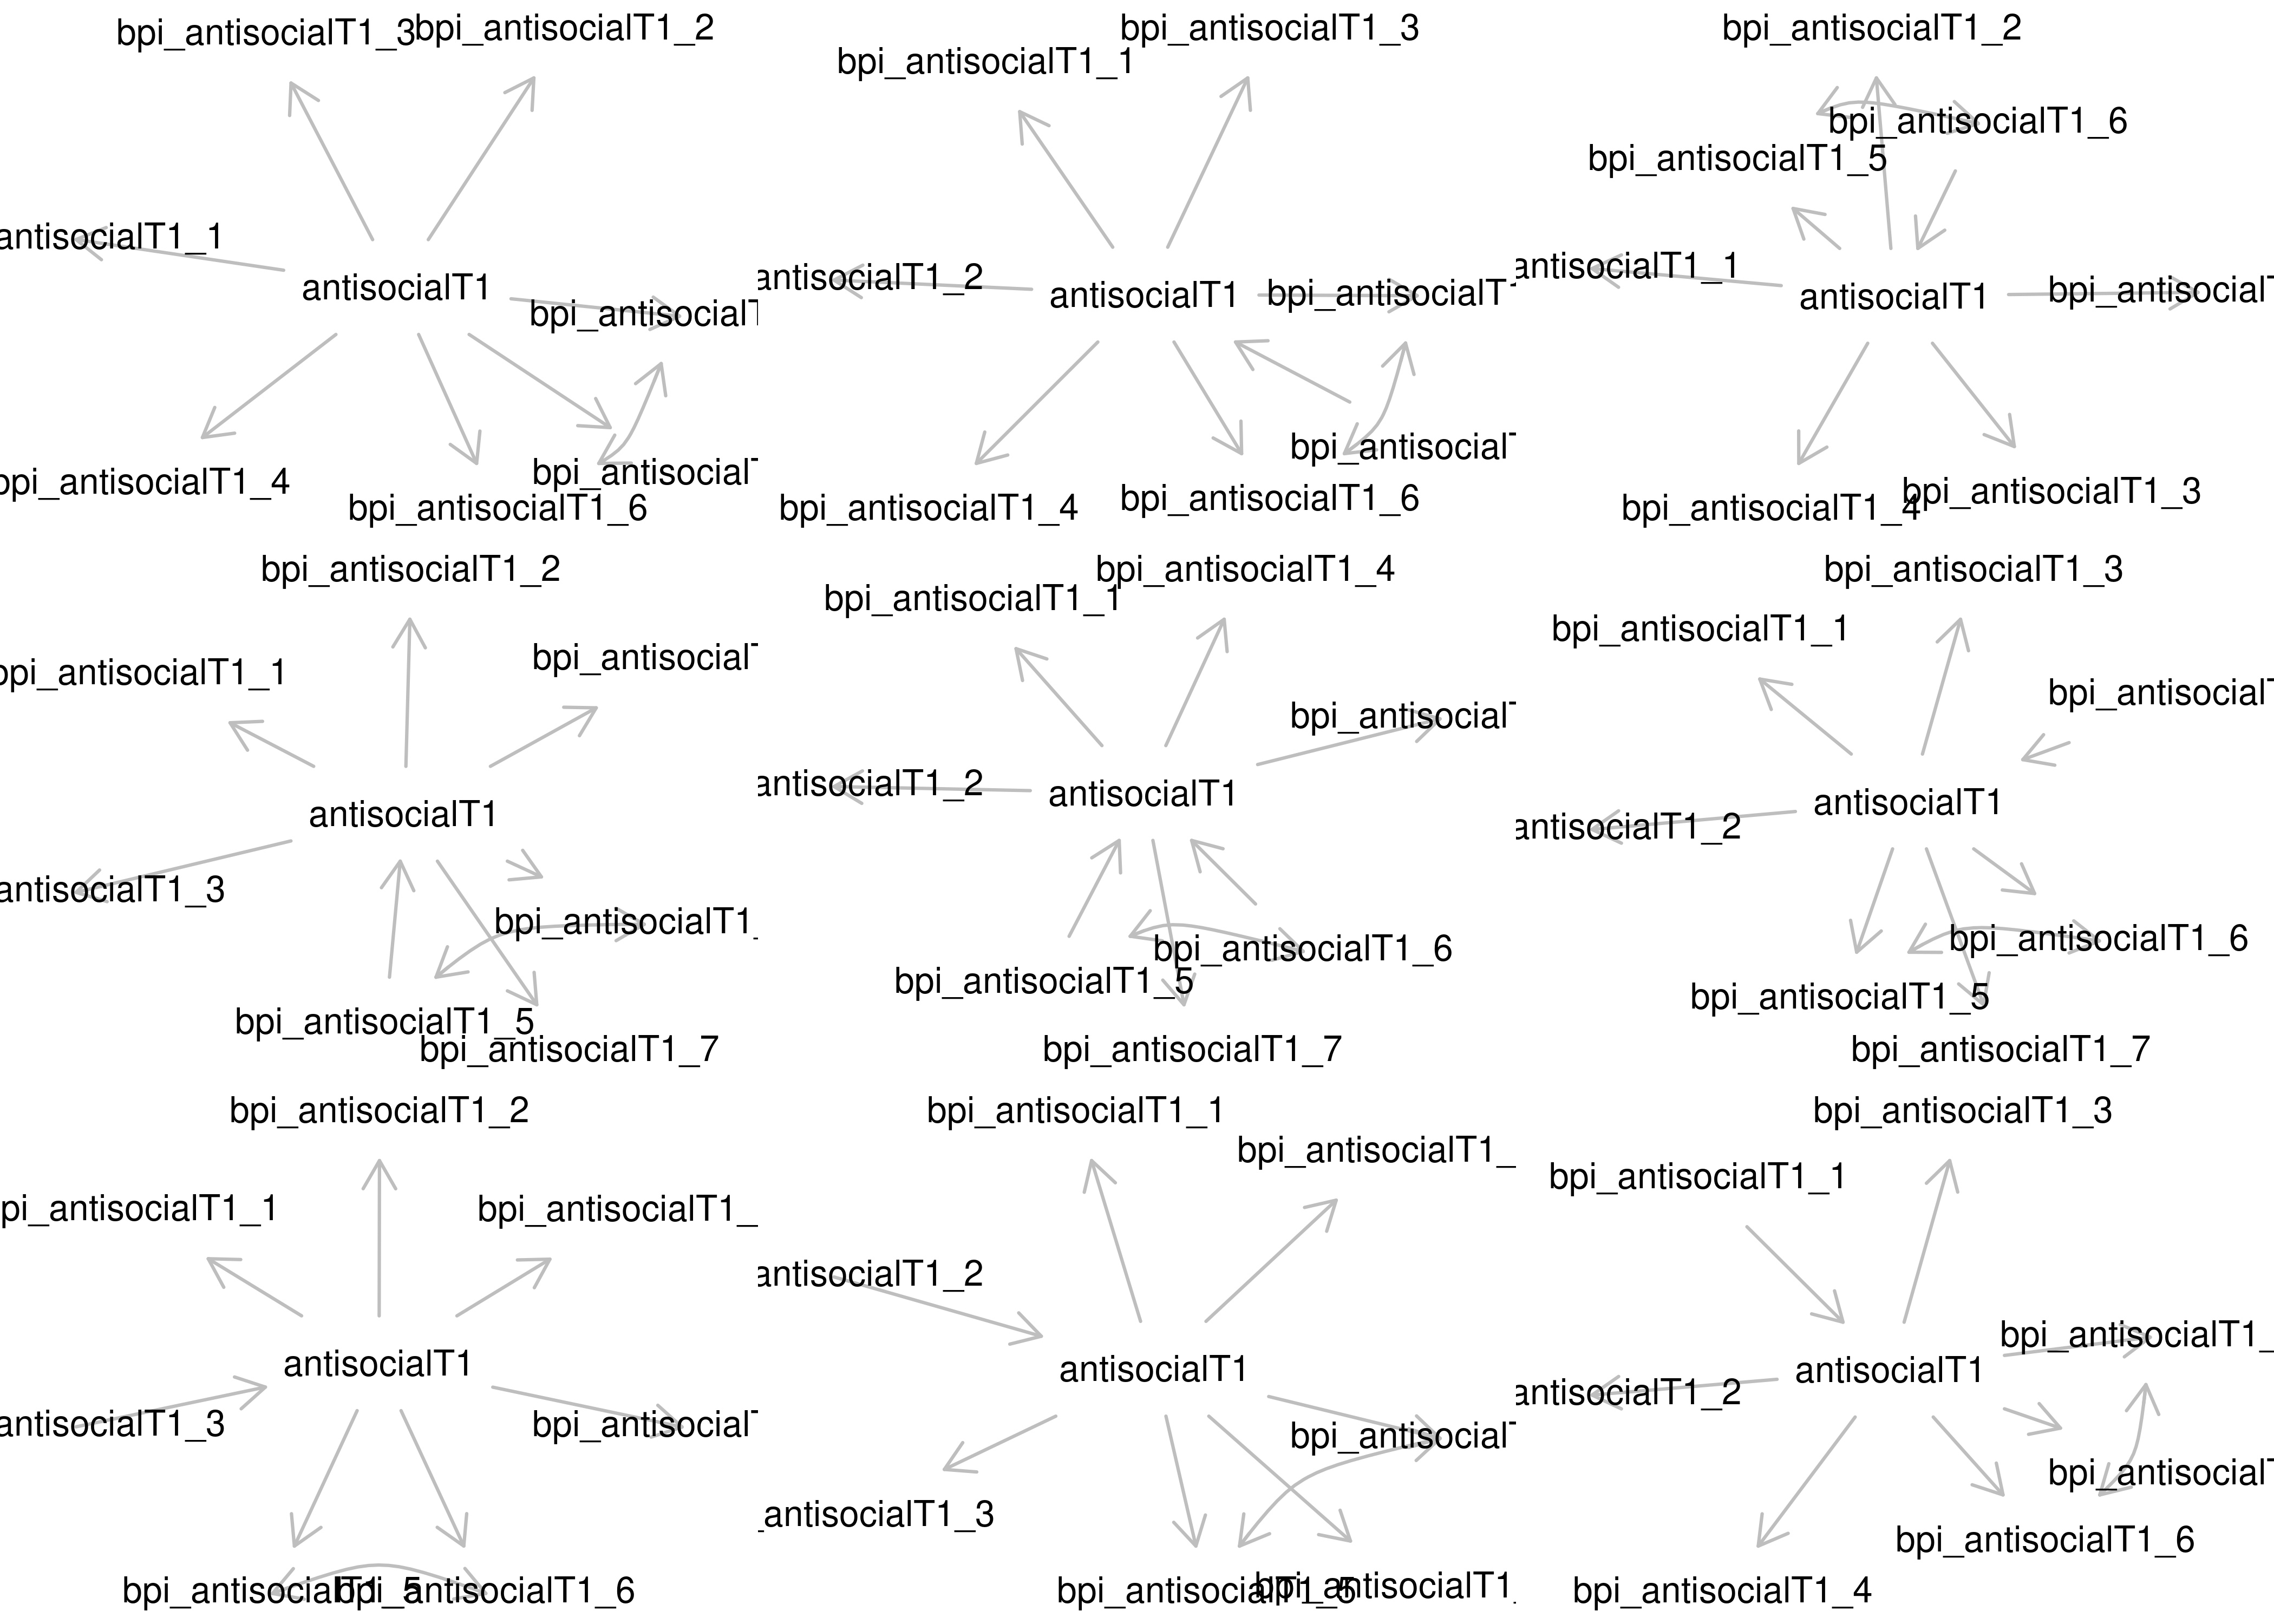 bpi_antisocialT1_3
bpi_antisocialT1_2
antisocialT1_1
antisocialT1
bpi_antisocialT
bpi_antisocialT1_4
bpi_antisocialT
bpi_antisocialT1_6
bpi_antisocialT1_3
bpi_antisocialT1_1
antisocialT1_2
antisocialT1
bpi_antisocialT
bpi_antisocialT
bpi_antisocialT1_4
bpi_antisocialT1_6
bpi_antisocialT1_2
bpi_antisocialT1_6
bpi_antisocialT1_5
antisocialT1_1
antisocialT1
bpi_antisocialT
bpi_antisocialT1_4
bpi_antisocialT1_3
bpi_antisocialT1_2
bpi_antisocialT1_1
bpi_antisocialT
antisocialT1
antisocialT1_3
bpi_antisocialT1_
bpi_antisocialT1_5
bpi_antisocialT1_7
bpi_antisocialT1_4
bpi_antisocialT1_1
bpi_antisocialT
antisocialT1_2
antisocialT1
bpi_antisocialT1_6
bpi_antisocialT1_5
bpi_antisocialT1_7
bpi_antisocialT1_3
bpi_antisocialT1_1
bpi_antisocialT
antisocialT1
antisocialT1_2
bpi_antisocialT1_6
bpi_antisocialT1_5
bpi_antisocialT1_7
bpi_antisocialT1_2
pi_antisocialT1_1
bpi_antisocialT1_
antisocialT1
antisocialT1_3
bpi_antisocialT
bpi_antisocialT1_5
bpi_antisocialT1_6
bpi_antisocialT1_1
bpi_antisocialT1_
antisocialT1_2
antisocialT1
bpi_antisocialT
_antisocialT1_3
bpi_antisocialT1_5
bpi_antisocialT1_
bpi_antisocialT1_3
bpi_antisocialT1_1
bpi_antisocialT1_
antisocialT1
antisocialT1_2
bpi_antisocialT
bpi_antisocialT1_6
bpi_antisocialT1_4